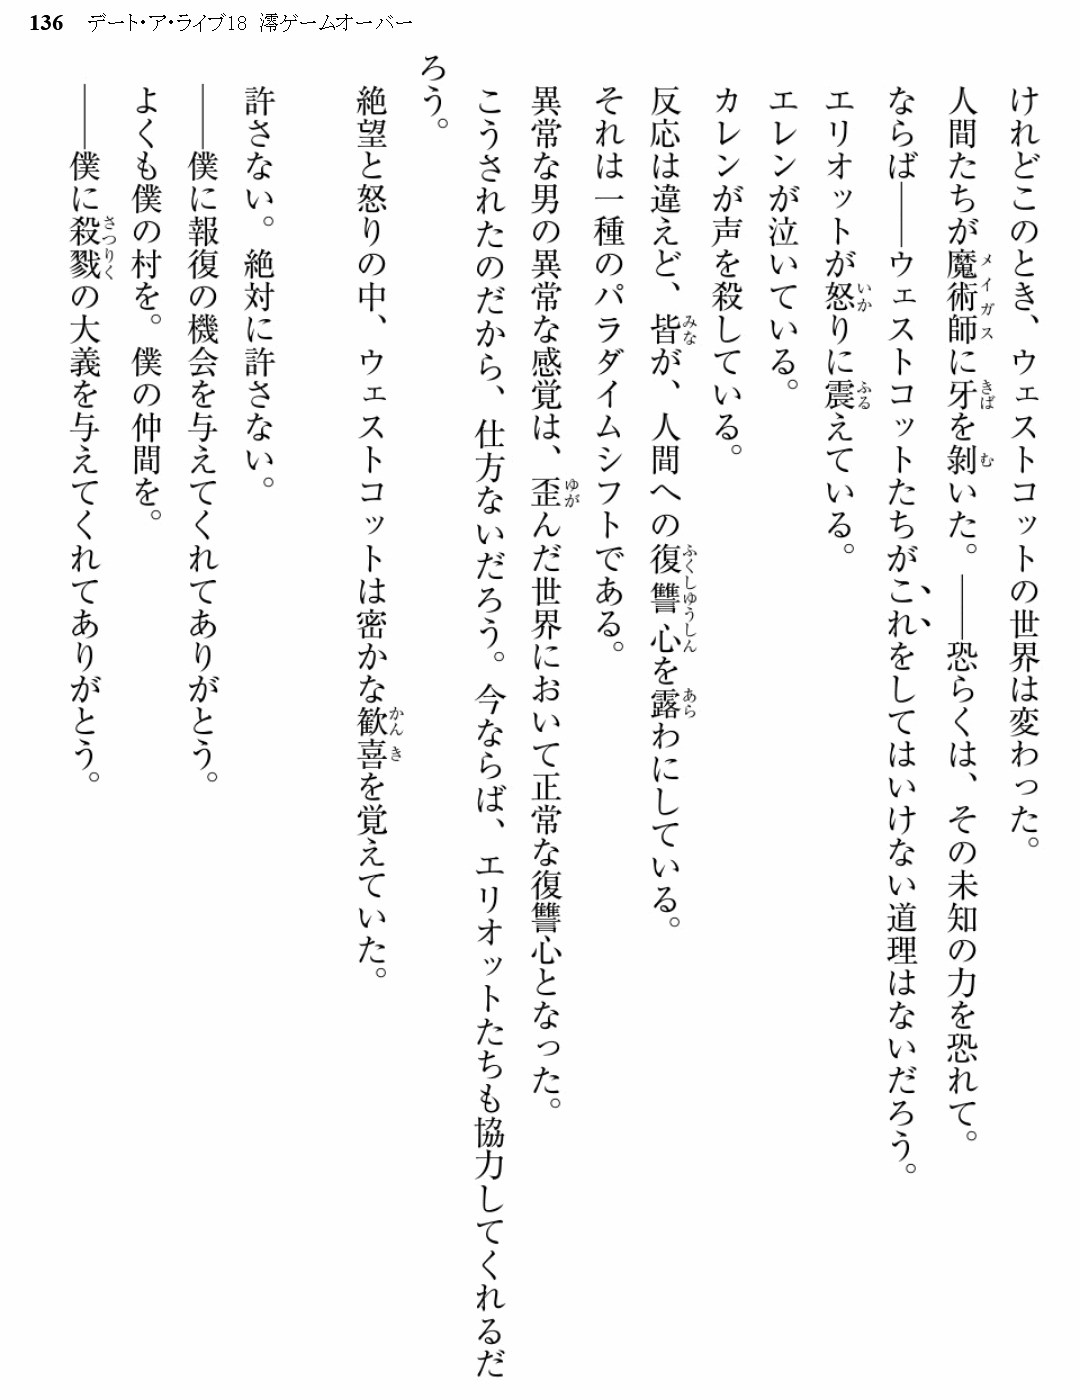 136 デート・ア・ライブ18 澪ゲームオーバー
けれどこのとき、ウェストコットの世界は変わった。
人間たちが魔術師に牙を剝いた。――恐らくは、その未知の力を恐れて。
ならば――ウェストコットたちがこれをしてはいけない道理はないだろう。
エリオットが怒りに震えている。
エレンが泣いている。
カレンが声を殺している。
反応は違えど、皆が、人間への復讐心を露わにしている。
それは一種のパラダイムシフトである。
異常な男の異常な感覚は、歪んだ世界において正常な復讐心となった。
こうされたのだから、仕方ないだろう。今ならば、エリオットたちも協力してくれるだ
ろう。
絶望と怒りの中、ウェストコットは密かな歓喜を覚えていた。
許さない。絶対に許さない。
――僕に報復の機会を与えてくれてありがとう。
よくも僕の村を。僕の仲間を。
――僕に殺戮の大義を与えてくれてありがとう。